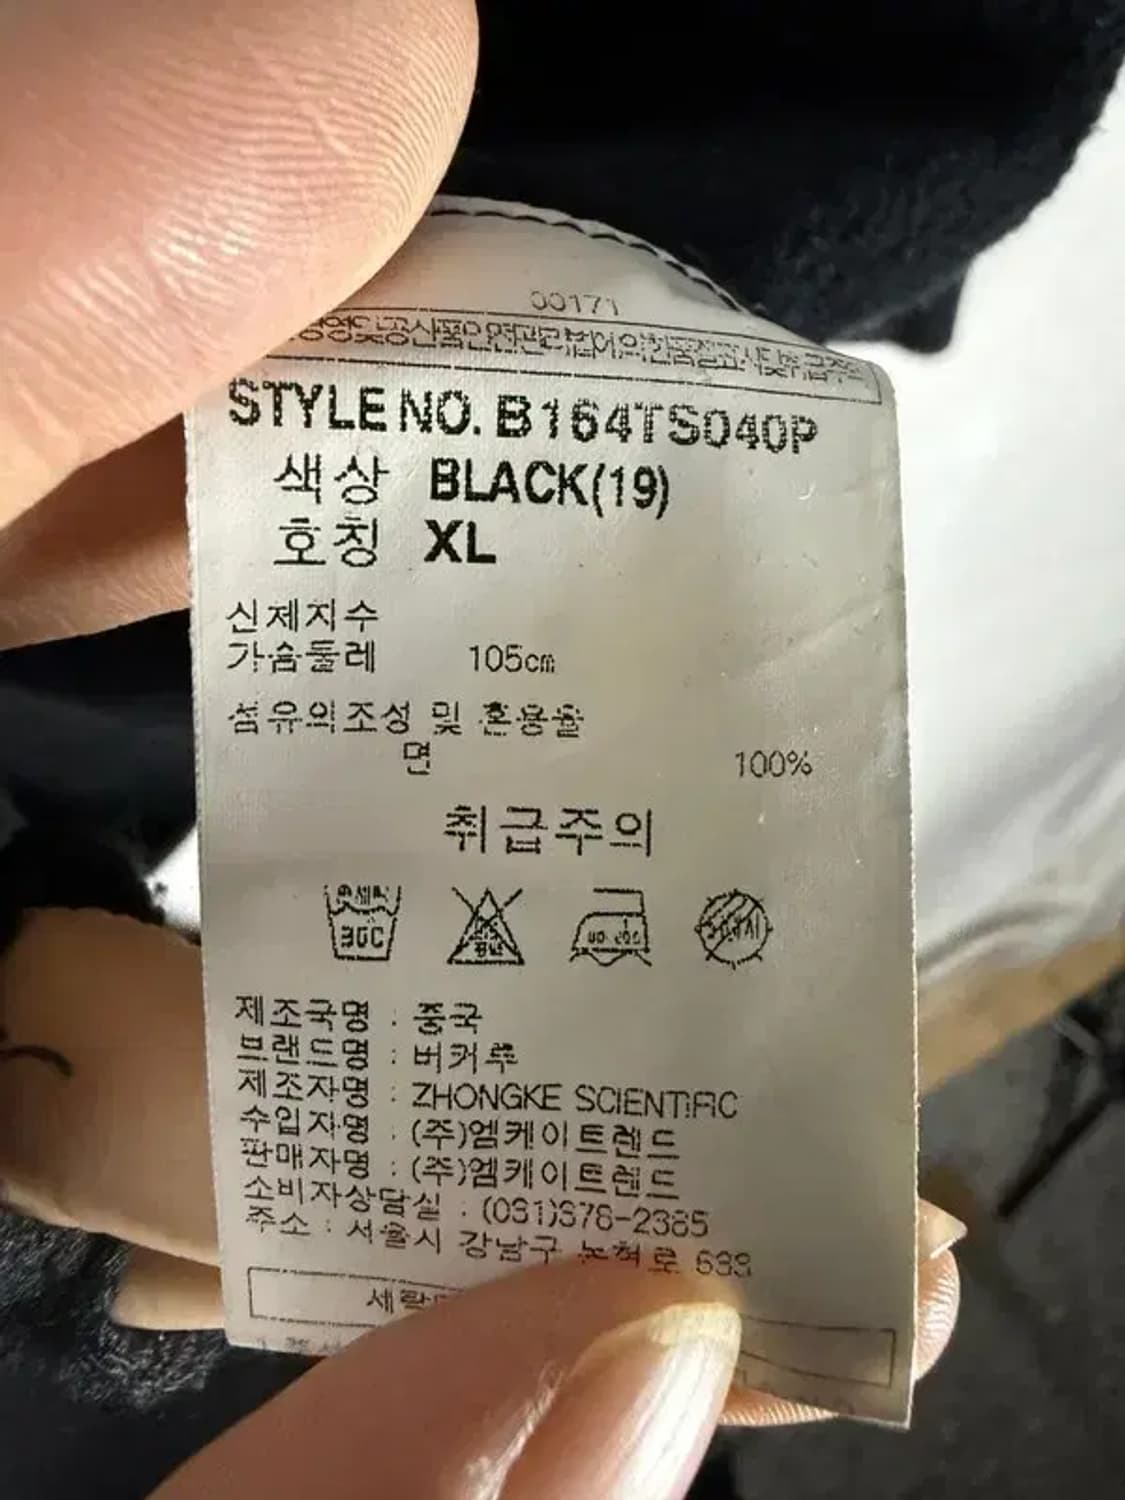 00171
STYLE NO. B164TS040P
색상 BLACK(19)
호칭 XL
신체지수
가슴둘레 105cm
섬유의조성 및 혼용율
면 100%
취급주의
30C
제조국명 : 중국
브랜드명 : 버커루
제조자명 : ZHONGKE SCIENTIFIC
수입자명 : (주)엠케이트렌드
판매자명 : (주)엠케이트렌드
소비자상담실 : (031)378-2385
주소 : 서울시 강남구 논현로 633